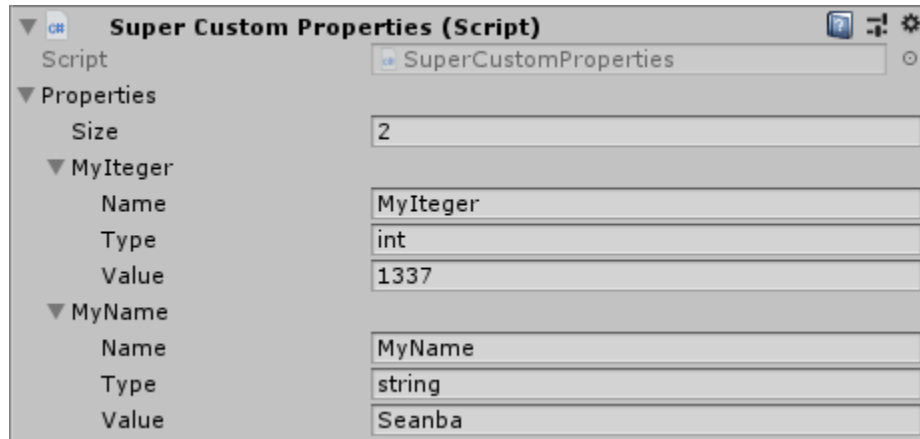 Super Custom Properties (Script)
Script SuperCustomProperties
Properties
Size 2
MyIteger
Name MyIteger
Type int
Value 1337
MyName
Name MyName
Type string
Value Seanba